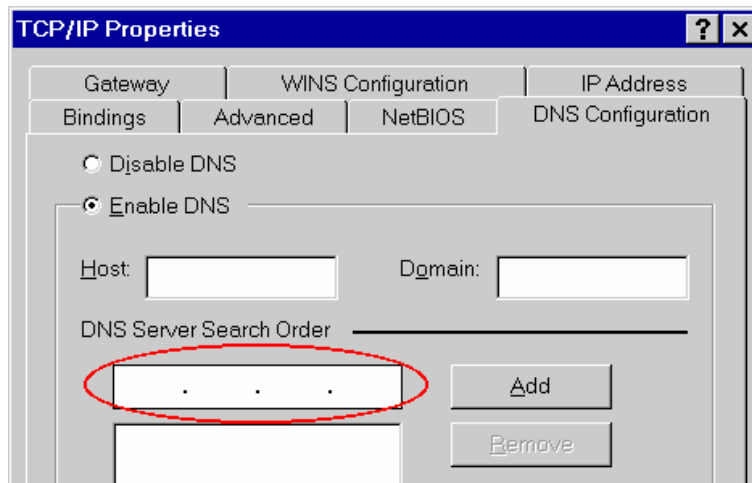 TCP/IP Properties ? ×
Gateway WINS Configuration IP Address
Bindings Advanced NetBIOS DNS Configuration
Disable DNS
Enable DNS
Host: Domain:
DNS Server Search Order
. . . Add
Remove